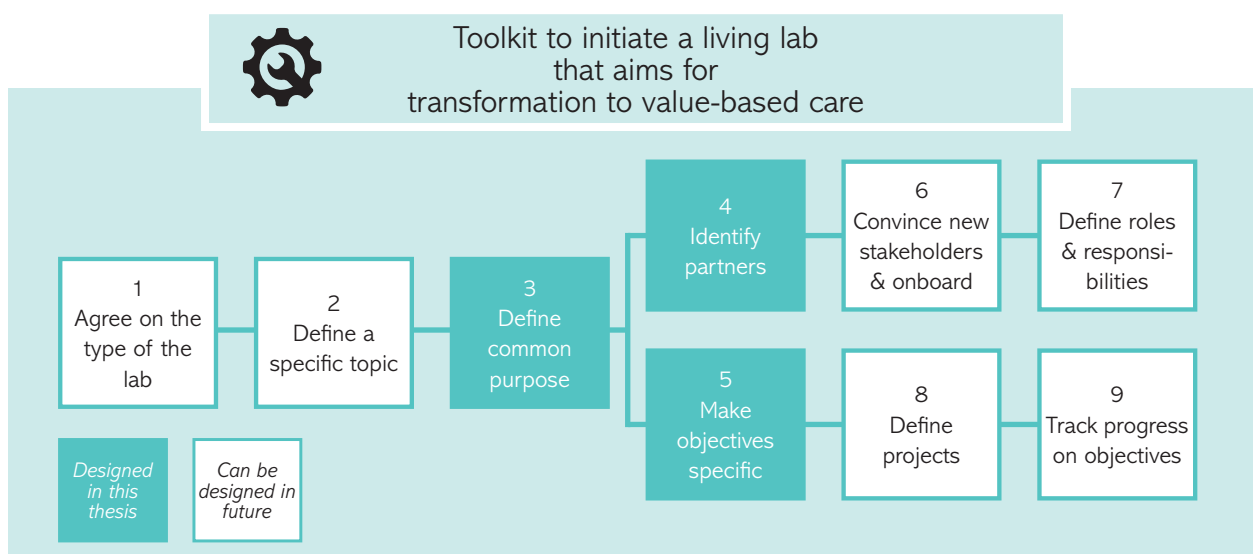 Toolkit to initiate a living lab
that aims for
transformation to value-based care
1
Agree on the
type of the
lab
2
Define a
specific topic
3
Define
common
purpose
4
Identify
partners
5
Make
objectives
specific
6
Convince new
stakeholders
& onboard
7
Define roles
& responsi-
bilities
8
Define
projects
9
Track progress
on objectives
Designed
in this
thesis
Can be
designed in
future